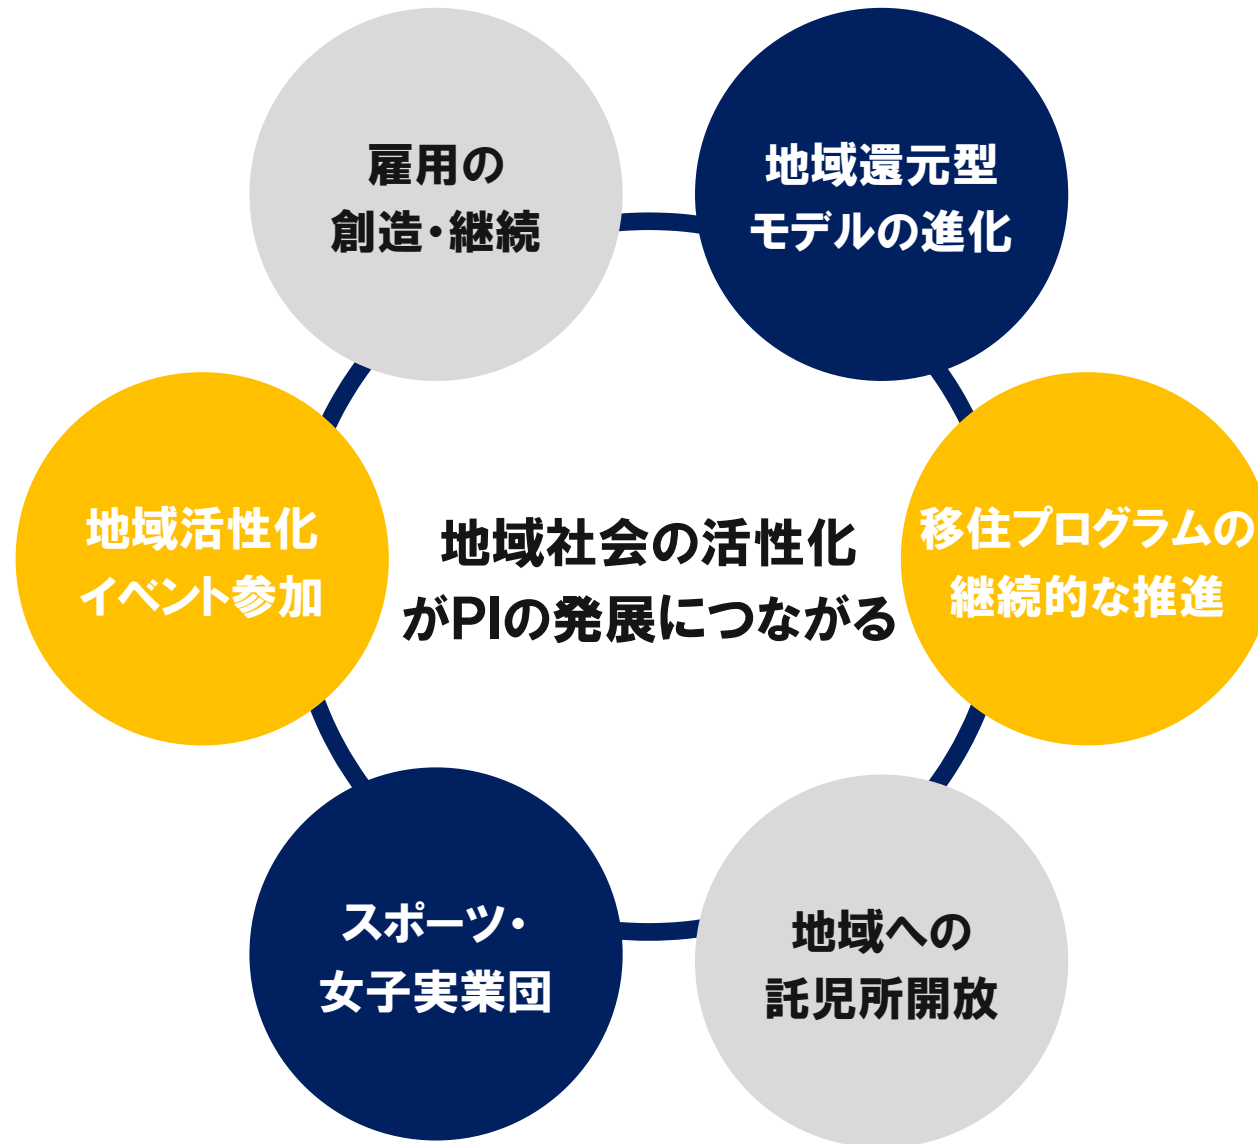 雇用の
創造・継続
地域還元型
モデルの進化
地域活性化
イベント参加
地域社会の活性化
がPIの発展につながる
移住プログラムの
継続的な推進
スポーツ・
女子実業団
地域への
託児所開放